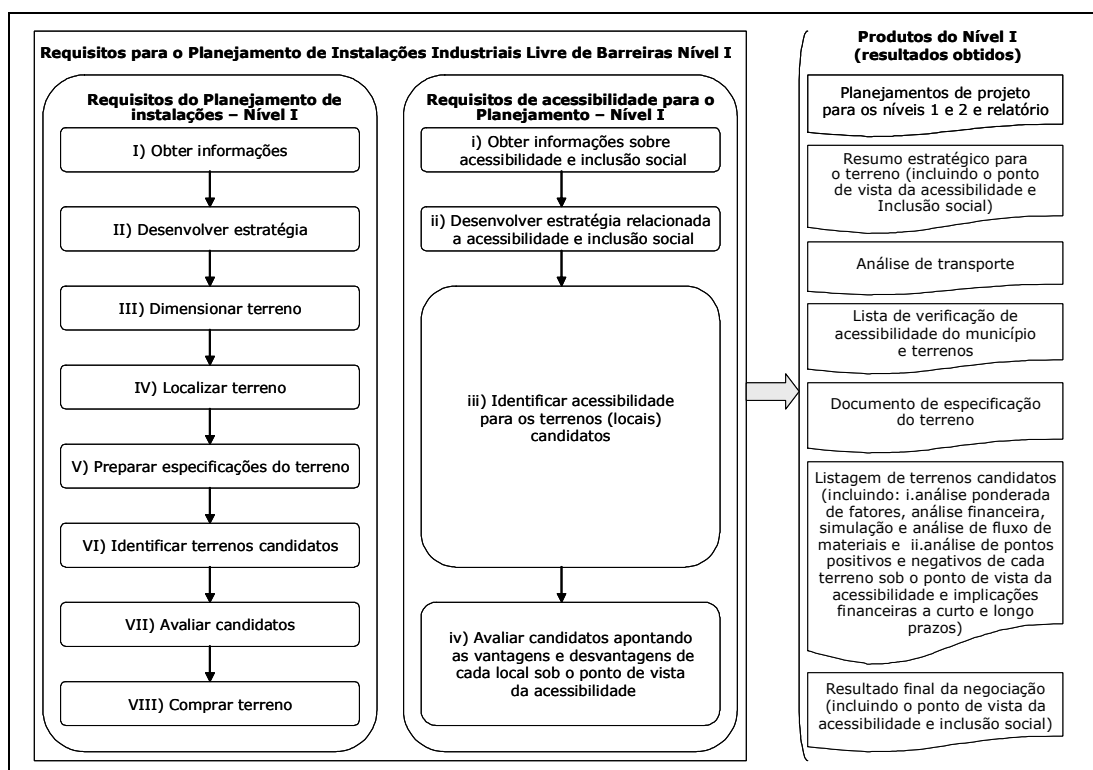 Requisitos para o Planejamento de Instalações Industriais Livre de Barreiras Nível I
Requisitos do Planejamento de
instalações – Nível I
I) Obter informações
II) Desenvolver estratégia
III) Dimensionar terreno
IV) Localizar terreno
V) Preparar especificações do terreno
VI) Identificar terrenos candidatos
VII) Avaliar candidatos
VIII) Comprar terreno
Requisitos de acessibilidade para o
Planejamento – Nível I
i) Obter informações sobre
acessibilidade e inclusão social
ii) Desenvolver estratégia relacionada
a acessibilidade e inclusão social
iii) Identificar acessibilidade
para os terrenos (locais)
candidatos
iv) Avaliar candidatos apontando
as vantagens e desvantagens de
cada local sob o ponto de vista
da acessibilidade
Produtos do Nível I
(resultados obtidos)
Planejamentos de projeto
para os níveis 1 e 2 e relatório
Resumo estratégico para
o terreno (incluindo o ponto
de vista da acessibilidade e
Inclusão social)
Análise de transporte
Lista de verificação de
acessibilidade do município
e terrenos
Documento de especificação
do terreno
Listagem de terrenos candidatos
(incluindo: i.análise ponderada
de fatores, análise financeira,
simulação e análise de fluxo de
materiais e ii.análise de pontos
positivos e negativos de cada
terreno sob o ponto de vista da
acessibilidade e implicações
financeiras a curto e longo
prazos)
Resultado final da negociação
(incluindo o ponto de vista da
da acessibilidade e inclusão social)